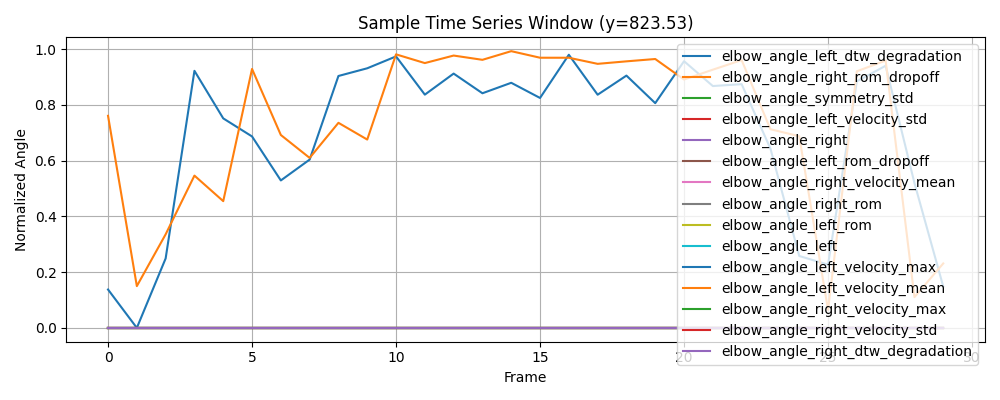 Sample Time Series Window (y=823.53)
Normalized Angle
1.0
0.8
0.6
0.4
0.2
0.0
elbow_angle_left_dtw_degradation
elbow_angle_right_rom_dropoff
elbow_angle_symmetry_std
elbow_angle_left_velocity_std
elbow_angle_right
elbow_angle_left_rom_dropoff
elbow_angle_right_velocity_mean
elbow_angle_right_rom
elbow_angle_left_rom
elbow_angle_left
elbow_angle_left_velocity_max
elbow_angle_left_velocity_mean
elbow_angle_right_velocity_max
elbow_angle_right_velocity_std
elbow_angle_right_dtw_degradation
0 5 10 15 20 25 30
Frame